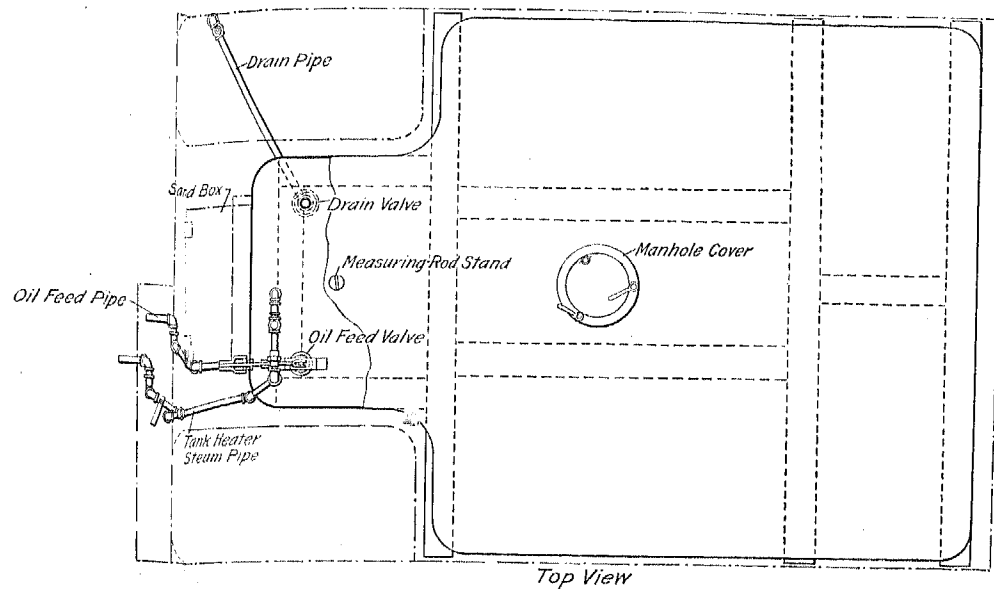 Drain Pipe
Sand Box
Drain Valve
Measuring Rod Stand
Manhole Cover
Oil Feed Pipe
Oil Feed Valve
Tank Heater
Steam Pipe
Top View